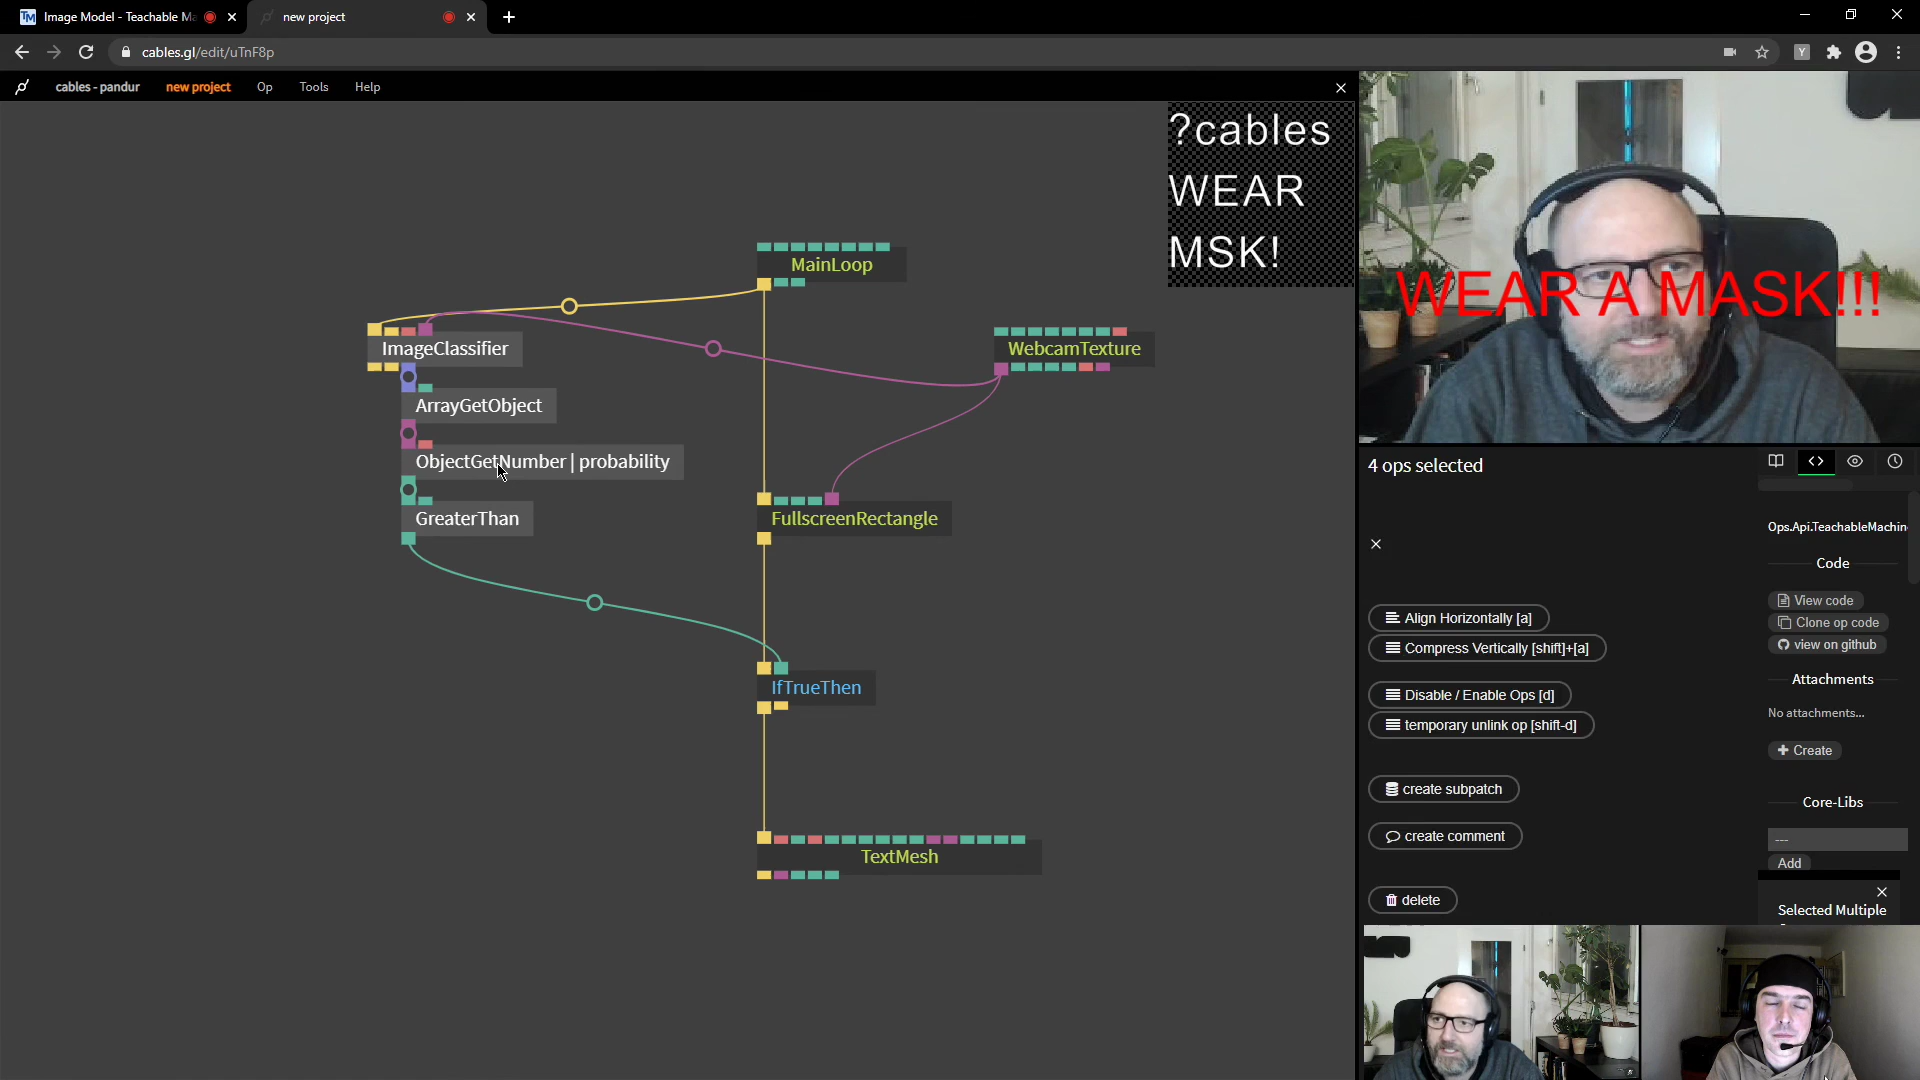 Image Model - Teachable Ma
new project
cables.gl/edit/uTnF8p
Y
cables - pandur
new project
Op
Tools
Help
?cables
WEAR
MSK!
MainLoop
ImageClassifier
WebcamTexture
ArrayGetObject
ObjectGetNumber | probability
GreaterThan
FullscreenRectangle
IfTrueThen
TextMesh
WEAR A MASK!!!
4 ops selected
Align Horizontally [a]
Compress Vertically [shift]+[a]
Disable / Enable Ops [d]
temporary unlink op [shift-d]
create subpatch
create comment
delete
Ops.Api.TeachableMachin
Code
View code
Clone op code
view on github
Attachments
No attachments...
Create
Core-Libs
---
Add
Selected Multiple